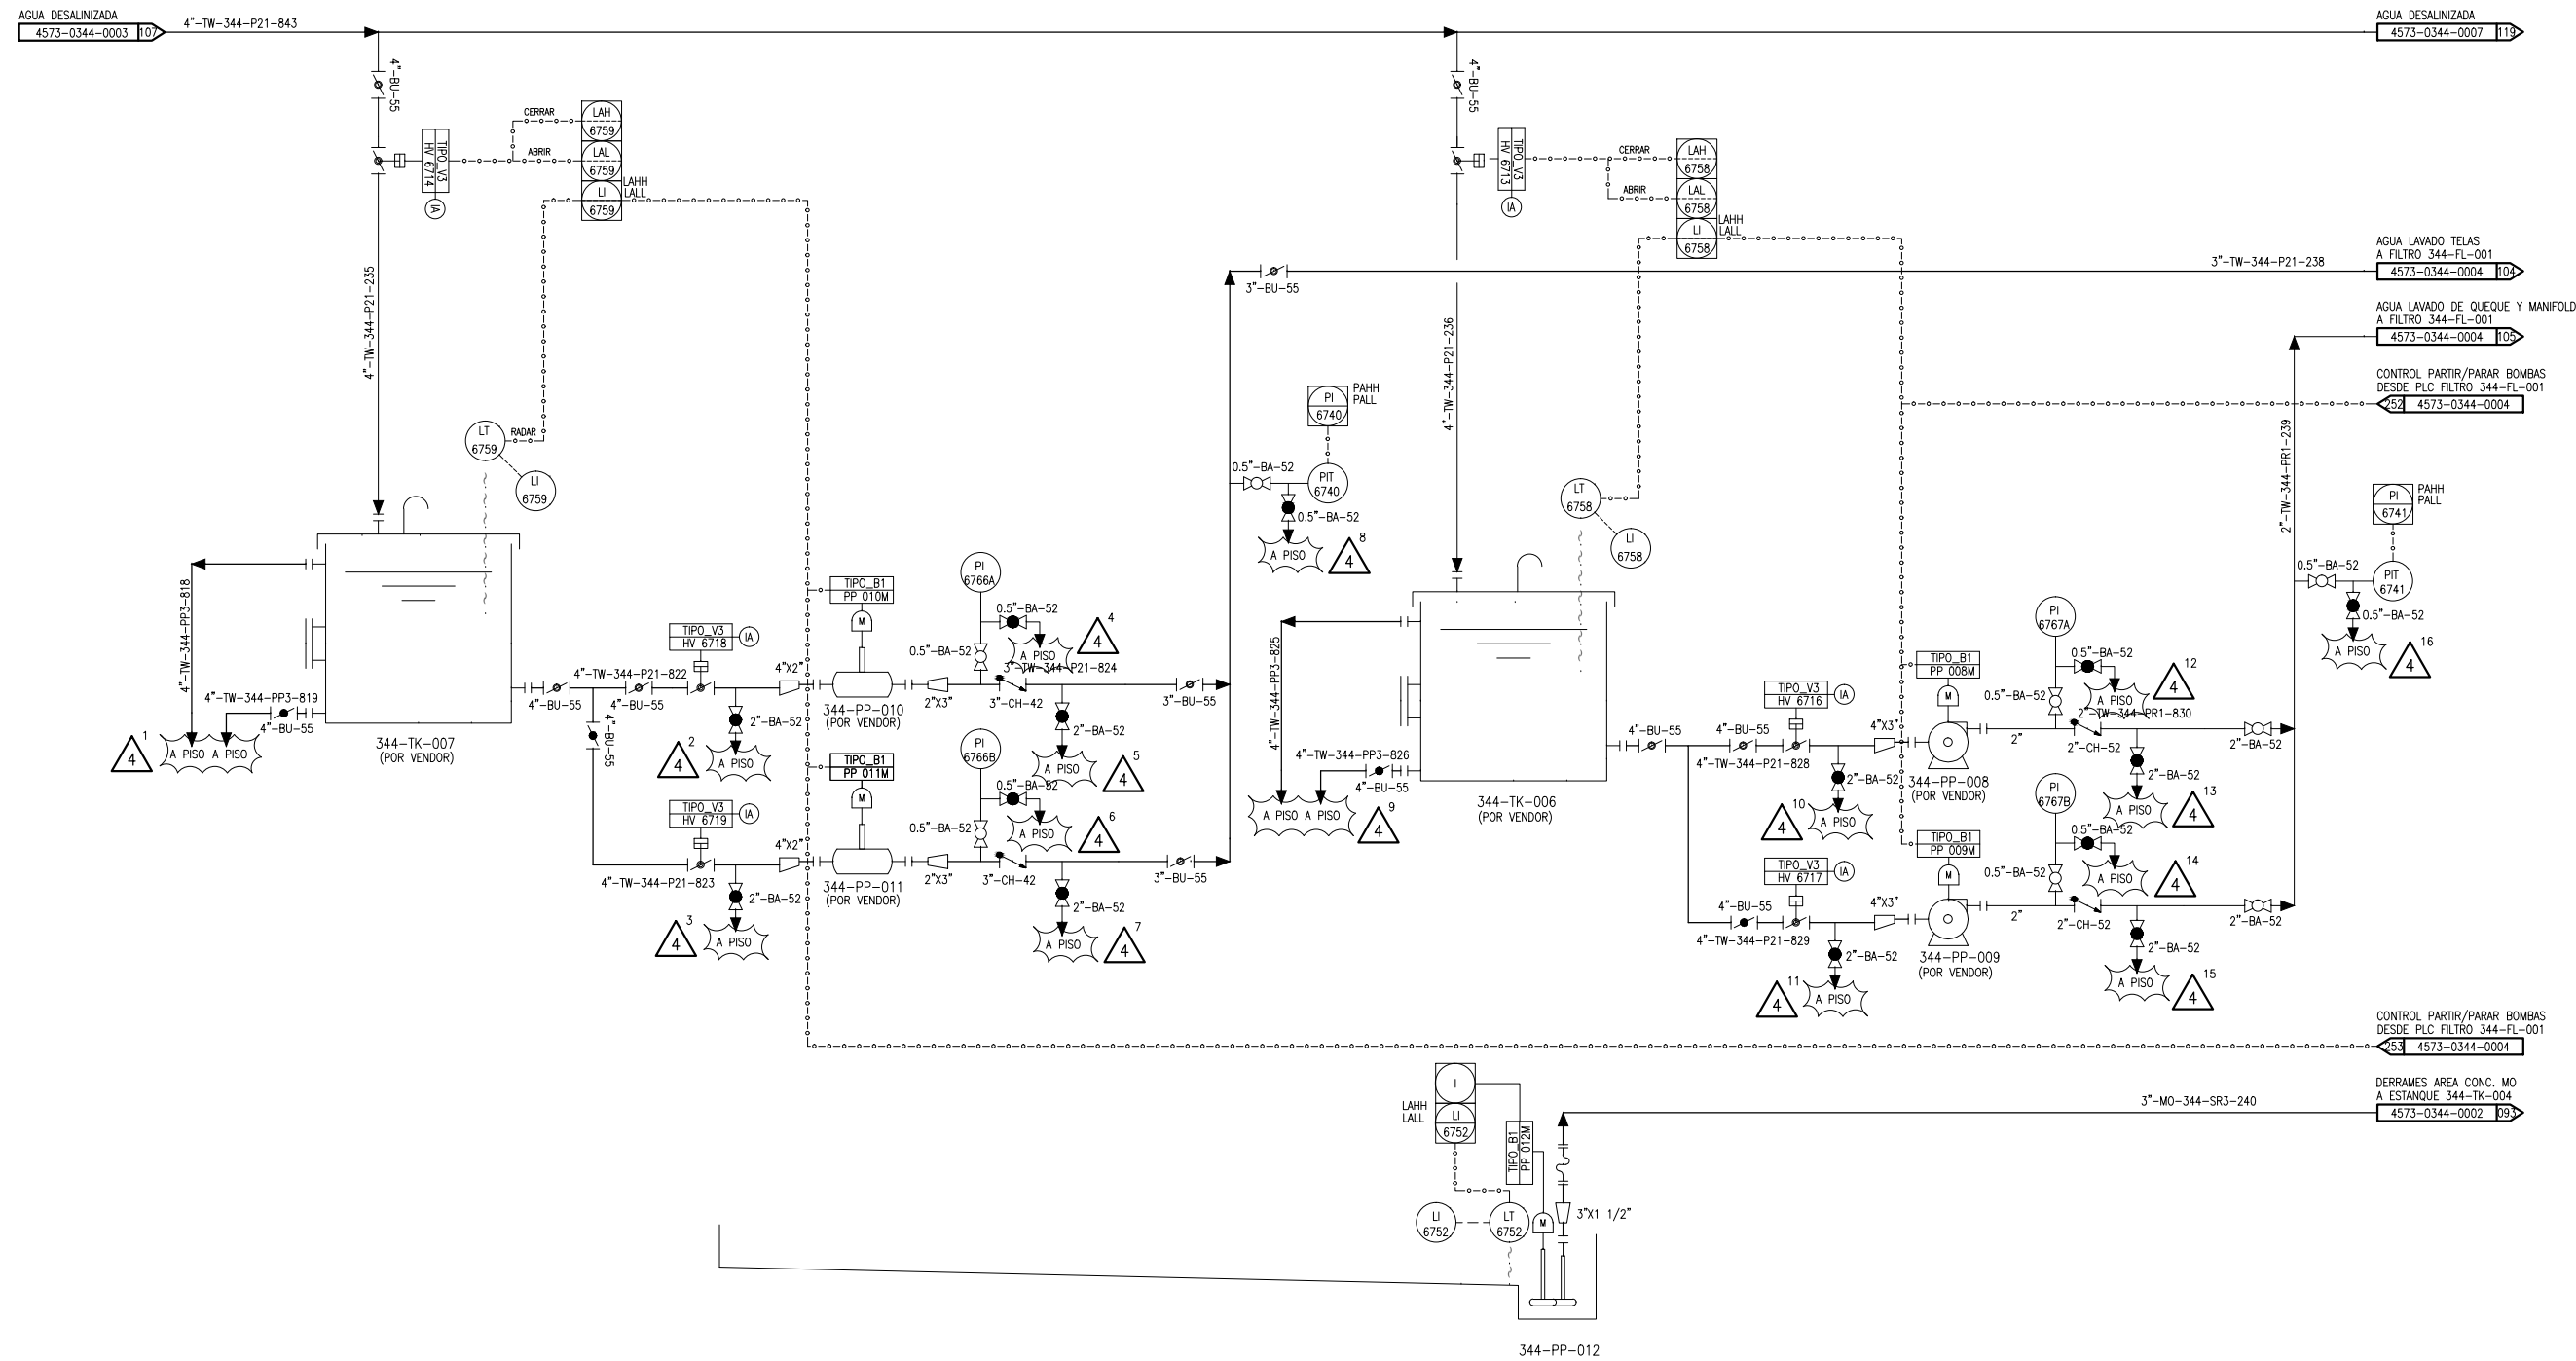 AGUA DESALINIZADA
4573-0344-0003 107
4"-TW-344-P21-843
AGUA DESALINIZADA
4573-0344-0007 119
4"-BU-55
TIPO_V3
HV 6714
IA
CERRAR
ABRIR
LAH
6759
LAL
6759
LI
6759
LAHH
LALL
4"-TW-344-P21-235
LT
6759
RADAR
LI
6759
4"-BU-55
TIPO_V3
HV 6713
IA
CERRAR
ABRIR
LAH
6758
LAL
6758
LI
6758
LAHH
LALL
3"-BU-55
3"-TW-344-P21-238
AGUA LAVADO TELAS
A FILTRO 344-FL-001
4573-0344-0004 104
AGUA LAVADO DE QUEQUE Y MANIFOLD
A FILTRO 344-FL-001
4573-0344-0004 105
CONTROL PARTIR/PARAR BOMBAS
DESDE PLC FILTRO 344-FL-001
252 4573-0344-0004
4"-TW-344-P21-236
PI
6740
PAHH
PALL
0.5"-BA-52
PIT
6740
0.5"-BA-52
A PISO
4
8
LT
6758
LI
6758
2"-TW-344-PR1-239
PI
6741
PAHH
PALL
0.5"-BA-52
PIT
6741
0.5"-BA-52
A PISO
4
16
4"-TW-344-PP3-818
4"-TW-344-PP3-819
4"-BU-55
A PISO A PISO
4
1
344-TK-007
(POR VENDOR)
4"-BU-55
4"-TW-344-P21-822
4"-BU-55
4"-BU-55
TIPO_V3
HV 6718
IA
2"-BA-52
A PISO
4
2
4"X2"
TIPO_B1
PP 010M
M
344-PP-010
(POR VENDOR)
2"X3"
PI
6766A
0.5"-BA-52
0.5"-BA-52
A PISO
4
4
3"-TW-344-P21-824
3"-CH-42
2"-BA-52
A PISO
4
5
3"-BU-55
TIPO_V3
HV 6719
IA
4"-TW-344-P21-823
2"-BA-52
A PISO
4
3
4"X2"
TIPO_B1
PP 011M
M
344-PP-011
(POR VENDOR)
2"X3"
PI
6766B
0.5"-BA-52
0.5"-BA-52
A PISO
4
6
3"-CH-42
2"-BA-52
A PISO
4
7
3"-BU-55
4"-TW-344-PP3-825
4"-TW-344-PP3-826
4"-BU-55
A PISO A PISO
4
9
344-TK-006
(POR VENDOR)
4"-BU-55
4"-BU-55
4"-TW-344-P21-828
TIPO_V3
HV 6716
IA
2"-BA-52
A PISO
4
10
4"X3"
TIPO_B1
PP 008M
M
344-PP-008
(POR VENDOR)
2"
PI
6767A
0.5"-BA-52
0.5"-BA-52
A PISO
4
12
2"-TW-344-PR1-830
2"-CH-52
2"-BA-52
A PISO
4
13
2"-BA-52
TIPO_V3
HV 6717
IA
4"-BU-55
4"-TW-344-P21-829
2"-BA-52
A PISO
4
11
4"X3"
TIPO_B1
PP 009M
M
344-PP-009
(POR VENDOR)
2"
PI
6767B
0.5"-BA-52
0.5"-BA-52
A PISO
4
14
2"-CH-52
2"-BA-52
A PISO
4
15
2"-BA-52
CONTROL PARTIR/PARAR BOMBAS
DESDE PLC FILTRO 344-FL-001
253 4573-0344-0004
DERRAMES AREA CONC. MO
A ESTANQUE 344-TK-004
4573-0344-0002 093
3"-MO-344-SR3-240
I
LI
6752
LAHH
LALL
TIPO_B1
PP 012M
LI
6752
LT
6752
M
3"X1 1/2"
344-PP-012